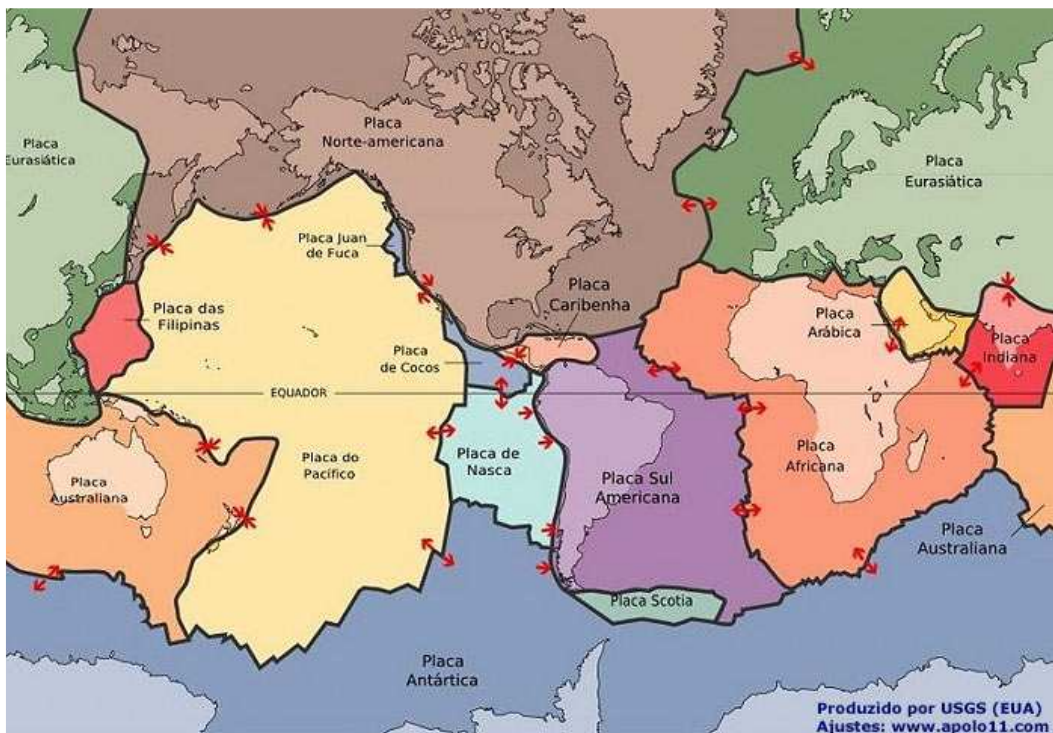 Placa
Norte-americana
Placa
Eurasiática
Placa
Eurasiática
Placa Juan
de Fuca
Placa
Caribenha
Placa das
Filipinas
Placa
Arábica
Placa
Indiana
Placa
de Cocos
EQUADOR
Placa do
Pacífico
Placa de
Nasca
Placa Sul
Americana
Placa
Africana
Placa
Australiana
Placa
Australiana
Placa Scotia
Placa
Antártica
Produzido por USGS (EUA)
Ajustes: www.apolo11.com